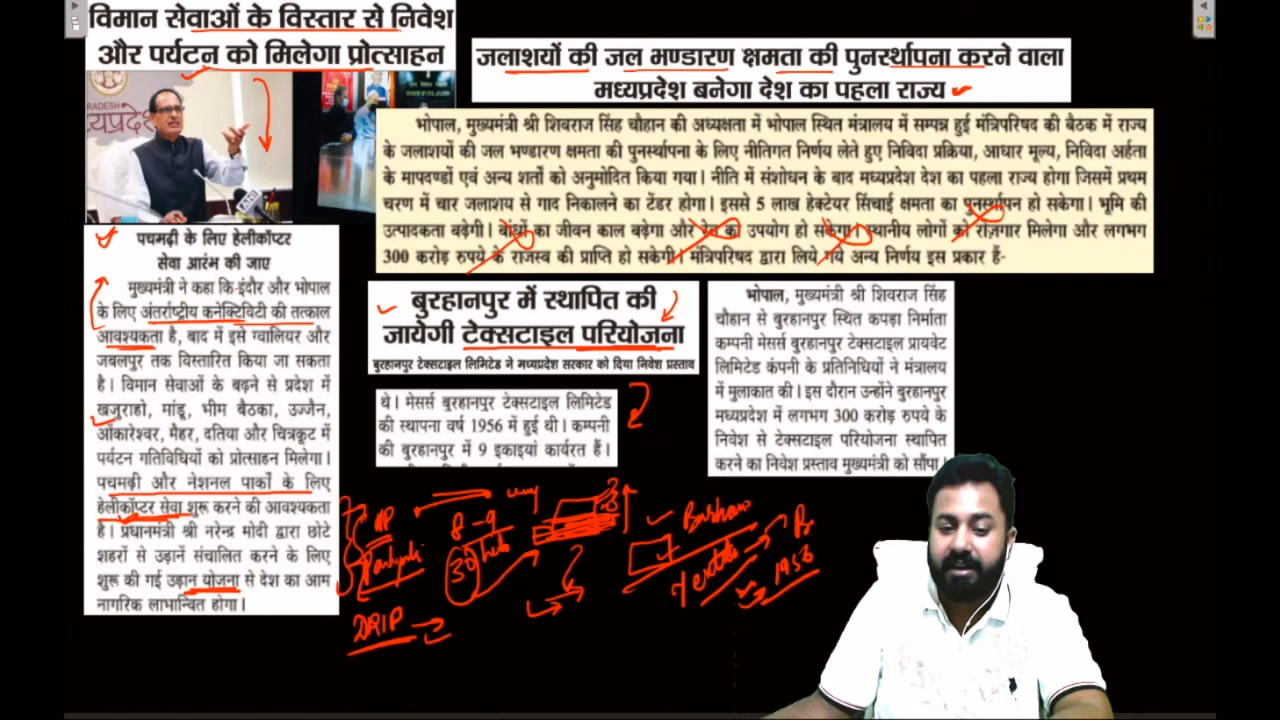 विमान सेवाओं के विस्तार से निवेश
और पर्यटन को मिलेगा प्रोत्साहन
जलाशयों की जल भण्डारण क्षमता की पुनर्स्थापना करने वाला
मध्यप्रदेश बनेगा देश का पहला राज्य
भोपाल, मुख्यमंत्री श्री शिवराज सिंह चौहान की अध्यक्षता में भोपाल स्थित मंत्रालय में सम्पन्न हुई मंत्रिपरिषद की बैठक में राज्य
के जलाशयों की जल भण्डारण क्षमता की पुनर्स्थापना के लिए नीतिगत निर्णय लेते हुए निविदा प्रक्रिया, आधार मूल्य, निविदा अर्हता
के मापदण्डों एवं अन्य शर्तों को अनुमोदित किया गया। नीति में संशोधन के बाद मध्यप्रदेश देश का पहला राज्य होगा जिसमें प्रथम
चरण में चार जलाशय से गाद निकालने का टेंडर होगा। इससे 5 लाख हेक्टेयर सिंचाई क्षमता का पुनर्स्थापन हो सकेगा। भूमि की
उत्पादकता बढ़ेगी। बांधों का जीवन काल बढ़ेगा और रेत का उपयोग हो सकेगा। स्थानीय लोगों को रोज़गार मिलेगा और लगभग
300 करोड़ रुपये के राजस्व की प्राप्ति हो सकेगी। मंत्रिपरिषद द्वारा लिये गये अन्य निर्णय इस प्रकार हैं-
पचमढ़ी के लिए हेलीकॉप्टर
सेवा आरंभ की जाए
मुख्यमंत्री ने कहा कि इंदौर और भोपाल
के लिए अंतर्राष्ट्रीय कनेक्टिविटी की तत्काल
आवश्यकता है, बाद में इसे ग्वालियर और
जबलपुर तक विस्तारित किया जा सकता
है। विमान सेवाओं के बढ़ने से प्रदेश में
खजुराहो, मांडू, भीम बैठका, उज्जैन,
ओंकारेश्वर, मैहर, दतिया और चित्रकूट में
पर्यटन गतिविधियों को प्रोत्साहन मिलेगा।
पचमढ़ी और नेशनल पार्कों के लिए
हेलीकॉप्टर सेवा शुरू करने की आवश्यकता
है। प्रधानमंत्री श्री नरेन्द्र मोदी द्वारा छोटे
शहरों से उड़ानें संचालित करने के लिए
शुरू की गई उड़ान योजना से देश का आम
नागरिक लाभान्वित होगा।
बुरहानपुर में स्थापित की
जायेगी टेक्सटाइल परियोजना
बुरहानपुर टेक्सटाइल लिमिटेड ने मध्यप्रदेश सरकार को दिया निवेश प्रस्ताव
थे। मेसर्स बुरहानपुर टेक्सटाइल लिमिटेड
की स्थापना वर्ष 1956 में हुई थी। कम्पनी
की बुरहानपुर में 9 इकाइयां कार्यरत हैं।
भोपाल, मुख्यमंत्री श्री शिवराज सिंह
चौहान से बुरहानपुर स्थित कपड़ा निर्माता
कम्पनी मेसर्स बुरहानपुर टेक्सटाइल प्रायवेट
लिमिटेड कंपनी के प्रतिनिधियों ने मंत्रालय
में मुलाकात की। इस दौरान उन्होंने बुरहानपुर
मध्यप्रदेश में लगभग 300 करोड़ रुपये के
निवेश से टेक्सटाइल परियोजना स्थापित
करने का निवेश प्रस्ताव मुख्यमंत्री को सौंपा।
8-9
30
1956
DRIP